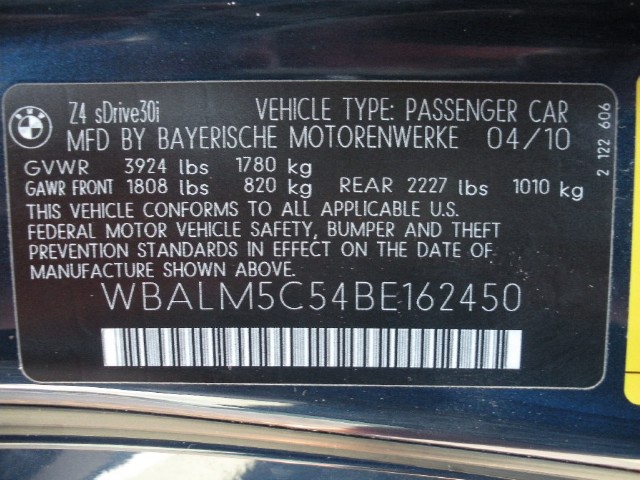 BMW
Z4 sDrive30i VEHICLE TYPE: PASSENGER CAR
MFD BY BAYERISCHE MOTORENWERKE 04/10
GVWR 3924 lbs 1780 kg
GAWR FRONT 1808 lbs 820 kg REAR 2227 lbs 1010 kg
THIS VEHICLE CONFORMS TO ALL APPLICABLE U.S.
FEDERAL MOTOR VEHICLE SAFETY, BUMPER AND THEFT
PREVENTION STANDARDS IN EFFECT ON THE DATE OF
MANUFACTURE SHOWN ABOVE.
WBALM5C54BE162450
2 122 606